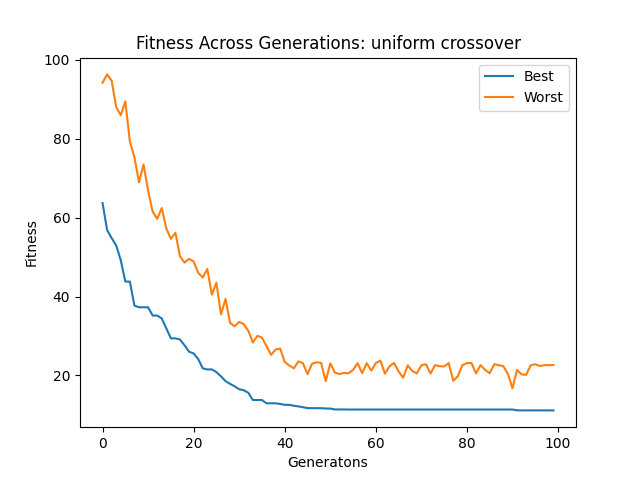 Fitness Across Generations: uniform crossover
Best
Worst
Fitness
100
80
60
40
20
0
20
40
60
80
100
Generatons